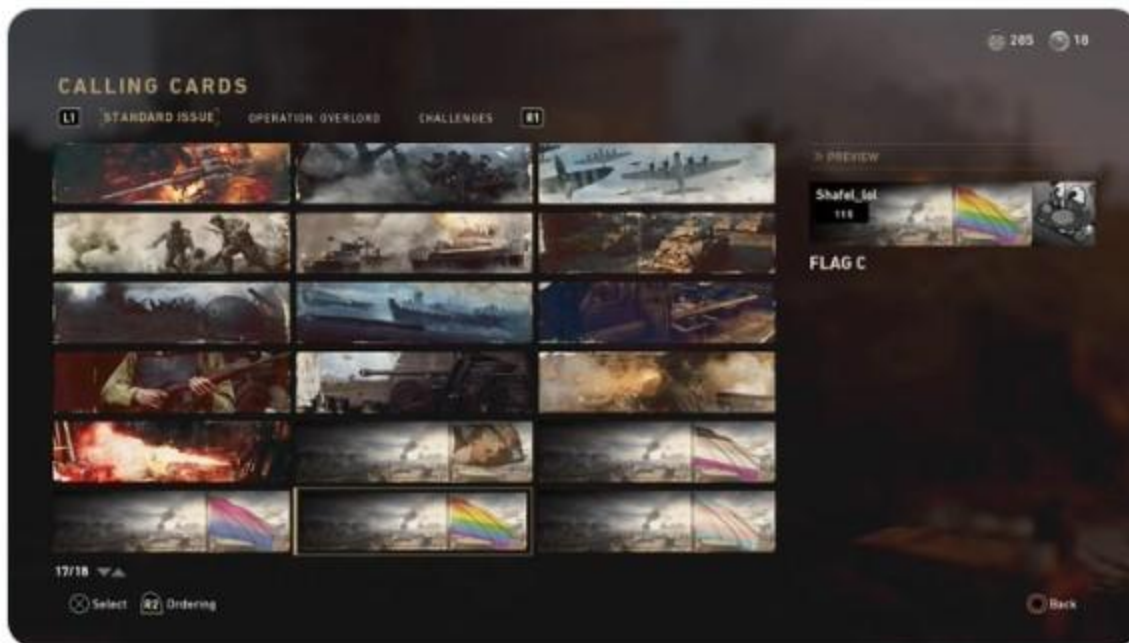 285 18
CALLING CARDS
L1 STANDARD ISSUE OPERATION: OVERLORD CHALLENGES R1
PREVIEW
Shafel_lol
110
FLAG C
17/18
Select R2 Ordering
Back